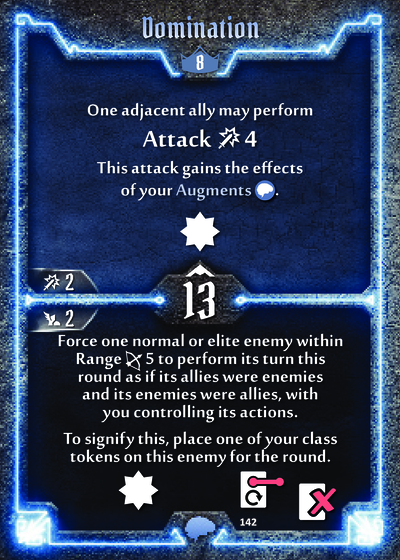 Domination
8
One adjacent ally may perform
Attack 4
This attack gains the effects
of your Augments .
2
13
2
Force one normal or elite enemy within
Range 5 to perform its turn this
round as if its allies were enemies
and its enemies were allies, with
you controlling its actions.
To signify this, place one of your class
tokens on this enemy for the round.
142